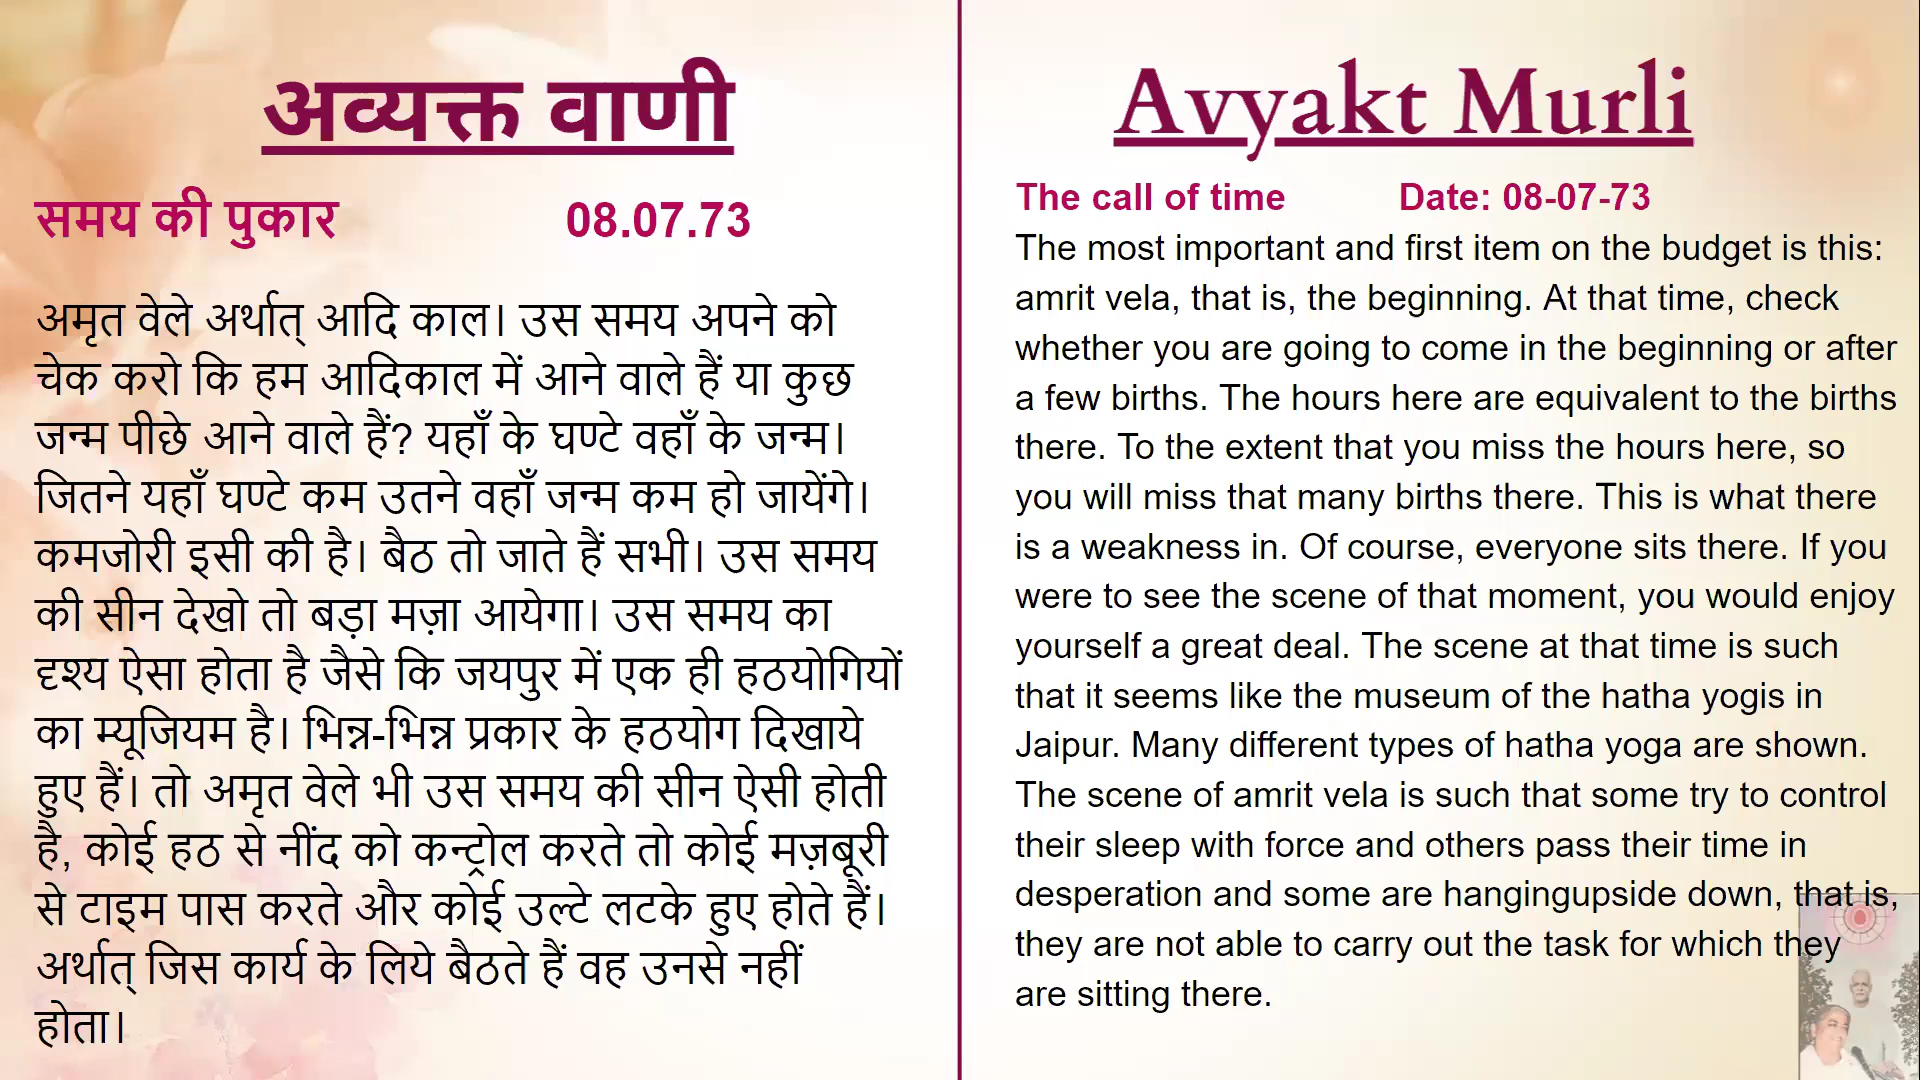 अव्यक्त वाणी
समय की पुकार 08.07.73
अमृत वेले अर्थात् आदि काल। उस समय अपने को
चेक करो कि हम आदिकाल में आने वाले हैं या कुछ
जन्म पीछे आने वाले हैं? यहाँ के घण्टे वहाँ के जन्म।
जितने यहाँ घण्टे कम उतने वहाँ जन्म कम हो जायेंगे।
कमजोरी इसी की है। बैठ तो जाते हैं सभी। उस समय
की सीन देखो तो बड़ा मज़ा आयेगा। उस समय का
दृश्य ऐसा होता है जैसे कि जयपुर में एक ही हठयोगियों
का म्यूजियम है। भिन्न-भिन्न प्रकार के हठयोग दिखाये
हुए हैं। तो अमृत वेले भी उस समय की सीन ऐसी होती
है, कोई हठ से नींद को कन्ट्रोल करते तो कोई मज़बूरी
से टाइम पास करते और कोई उल्टे लटके हुए होते हैं।
अर्थात् जिस कार्य के लिये बैठते हैं वह उनसे नहीं
होता।
Avyakt Murli
The call of time Date: 08-07-73
The most important and first item on the budget is this:
amrit vela, that is, the beginning. At that time, check
whether you are going to come in the beginning or after
a few births. The hours here are equivalent to the births
there. To the extent that you miss the hours here, so
you will miss that many births there. This is what there
is a weakness in. Of course, everyone sits there. If you
were to see the scene of that moment, you would enjoy
yourself a great deal. The scene at that time is such
that it seems like the museum of the hatha yogis in
Jaipur. Many different types of hatha yoga are shown.
The scene of amrit vela is such that some try to control
their sleep with force and others pass their time in
desperation and some are hangingupside down, that is,
they are not able to carry out the task for which they
are sitting there.